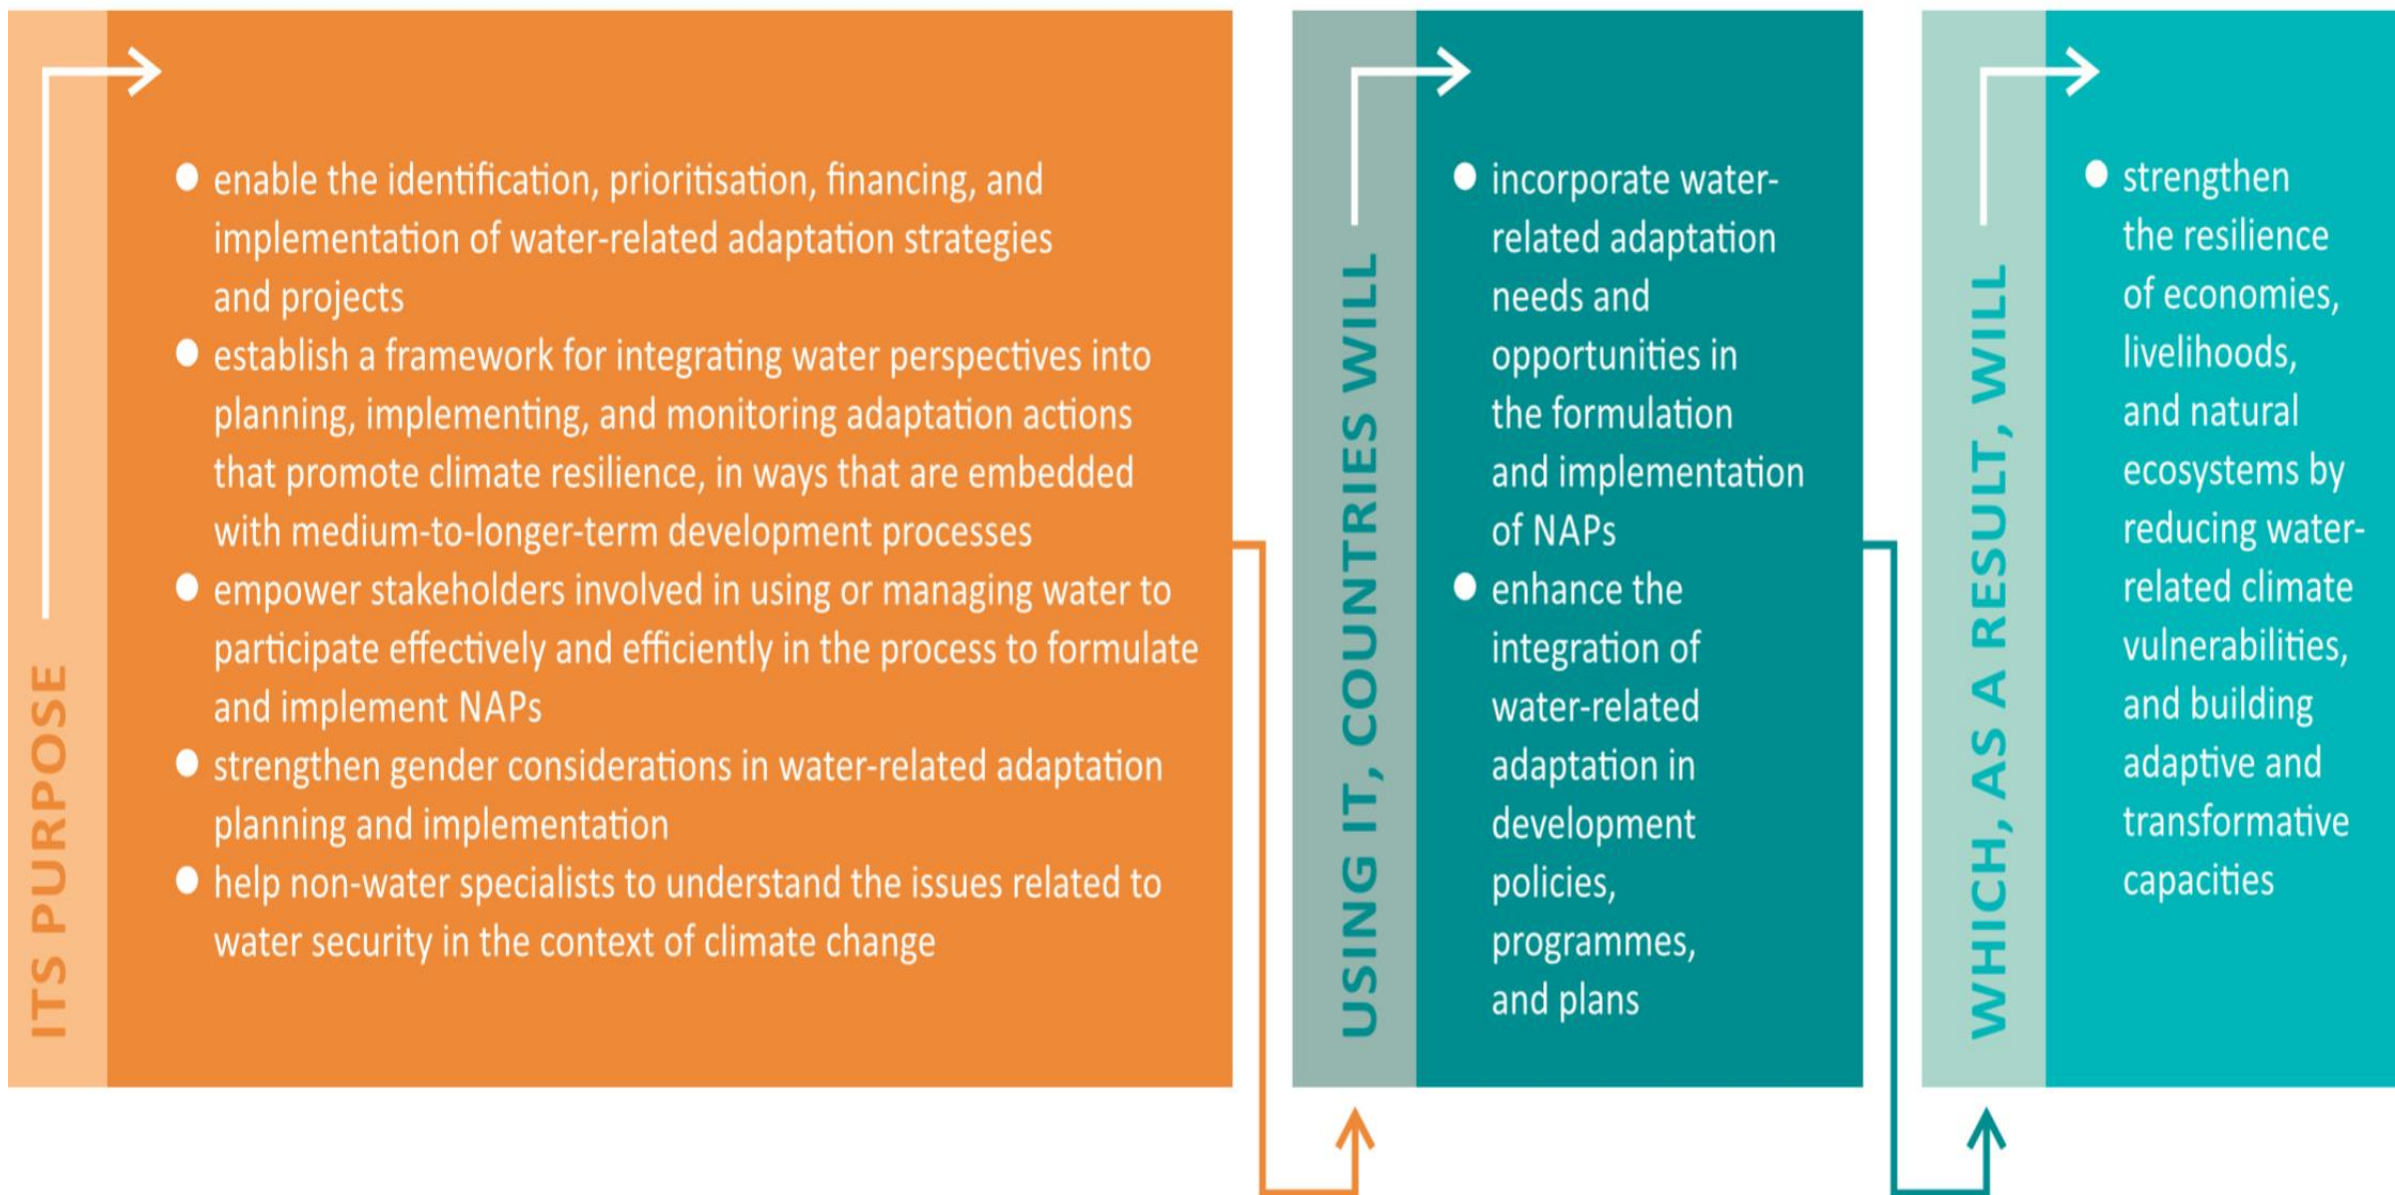 ITS PURPOSE
● enable the identification, prioritisation, financing, and
implementation of water-related adaptation strategies
and projects
● establish a framework for integrating water perspectives into
planning, implementing, and monitoring adaptation actions
that promote climate resilience, in ways that are embedded
with medium-to-longer-term development processes
● empower stakeholders involved in using or managing water to
participate effectively and efficiently in the process to formulate
and implement NAPs
● strengthen gender considerations in water-related adaptation
planning and implementation
● help non-water specialists to understand the issues related to
water security in the context of climate change
USING IT, COUNTRIES WILL
● incorporate water-
related adaptation
needs and
opportunities in
the formulation
and implementation
of NAPs
● enhance the
integration of
water-related
adaptation in
development
policies,
programmes,
and plans
WHICH, AS A RESULT, WILL
● strengthen
the resilience
of economies,
livelihoods,
and natural
ecosystems by
reducing water-
related climate
vulnerabilities,
and building
adaptive and
transformative
capacities